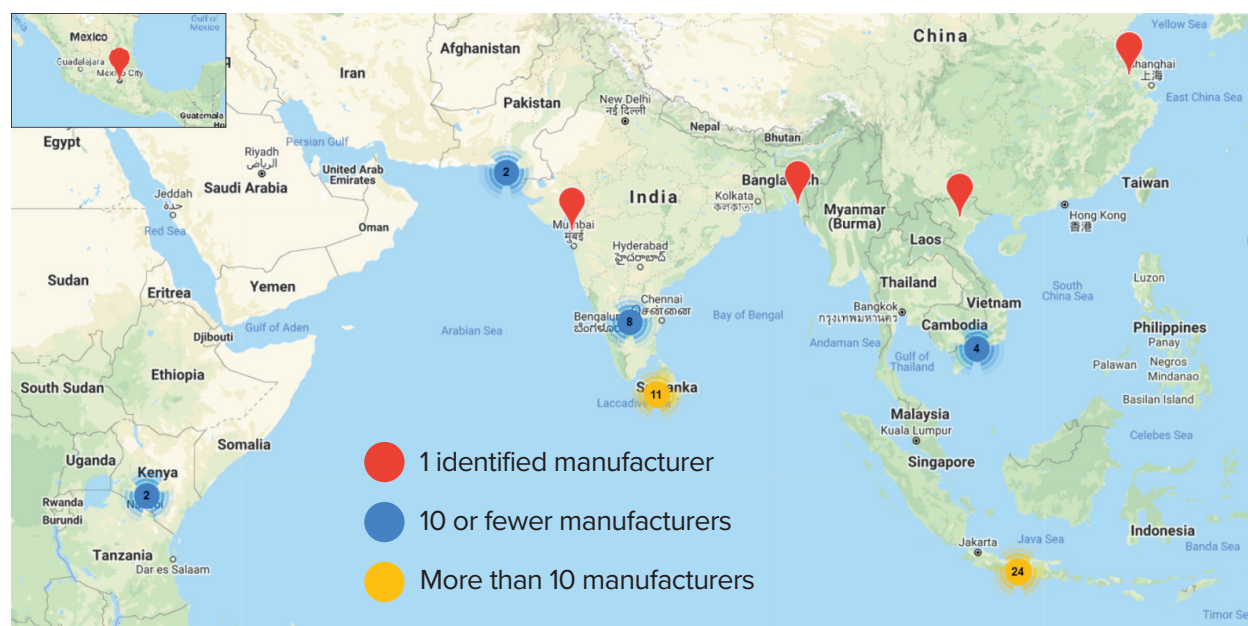 Gulf of
Mexico
Mexico
Guadalajara
Mexico City
Guatemala
China
Yellow Sea
Shanghai
上海
East China Sea
Afghanistan
Iran
Pakistan
New Delhi
नई दिल्ली
Nepal
Bhutan
Egypt
Persian Gulf
Riyadh
الرياض
United Arab
Emirates
2
Saudi Arabia
Jeddah
جدة
Red Sea
Oman
India
Mumbai
मुंबई
Kolkata
কলকাতা
Myanmar
(Burma)
Taiwan
Hong Kong
香港
Laos
Hyderabad
హైదరాబాద్
Sudan
Eritrea
Yemen
Thailand
Luzon
South
China Sea
Vietnam
Chennai
சென்னை
8
Bangkok
กรุงเทพมหานคร
Cambodia
4
Djibouti
Gulf of Aden
Arabian Sea
Bay of Bengal
Andaman Sea
Gulf of
Thailand
Philippines
Panay
Negros
Palawan
Mindanao
Basilan Island
South Sudan
Ethiopia
11
Malaysia
Kuala Lumpur
Celebes Sea
Somalia
Uganda
Kenya
2
Singapore
Rwanda
Burundi
Tanzania
Dar es Salaam
1 identified manufacturer
10 or fewer manufacturers
More than 10 manufacturers
Indonesia
Jakarta
Java Sea
Banda Sea
24
Timor Se